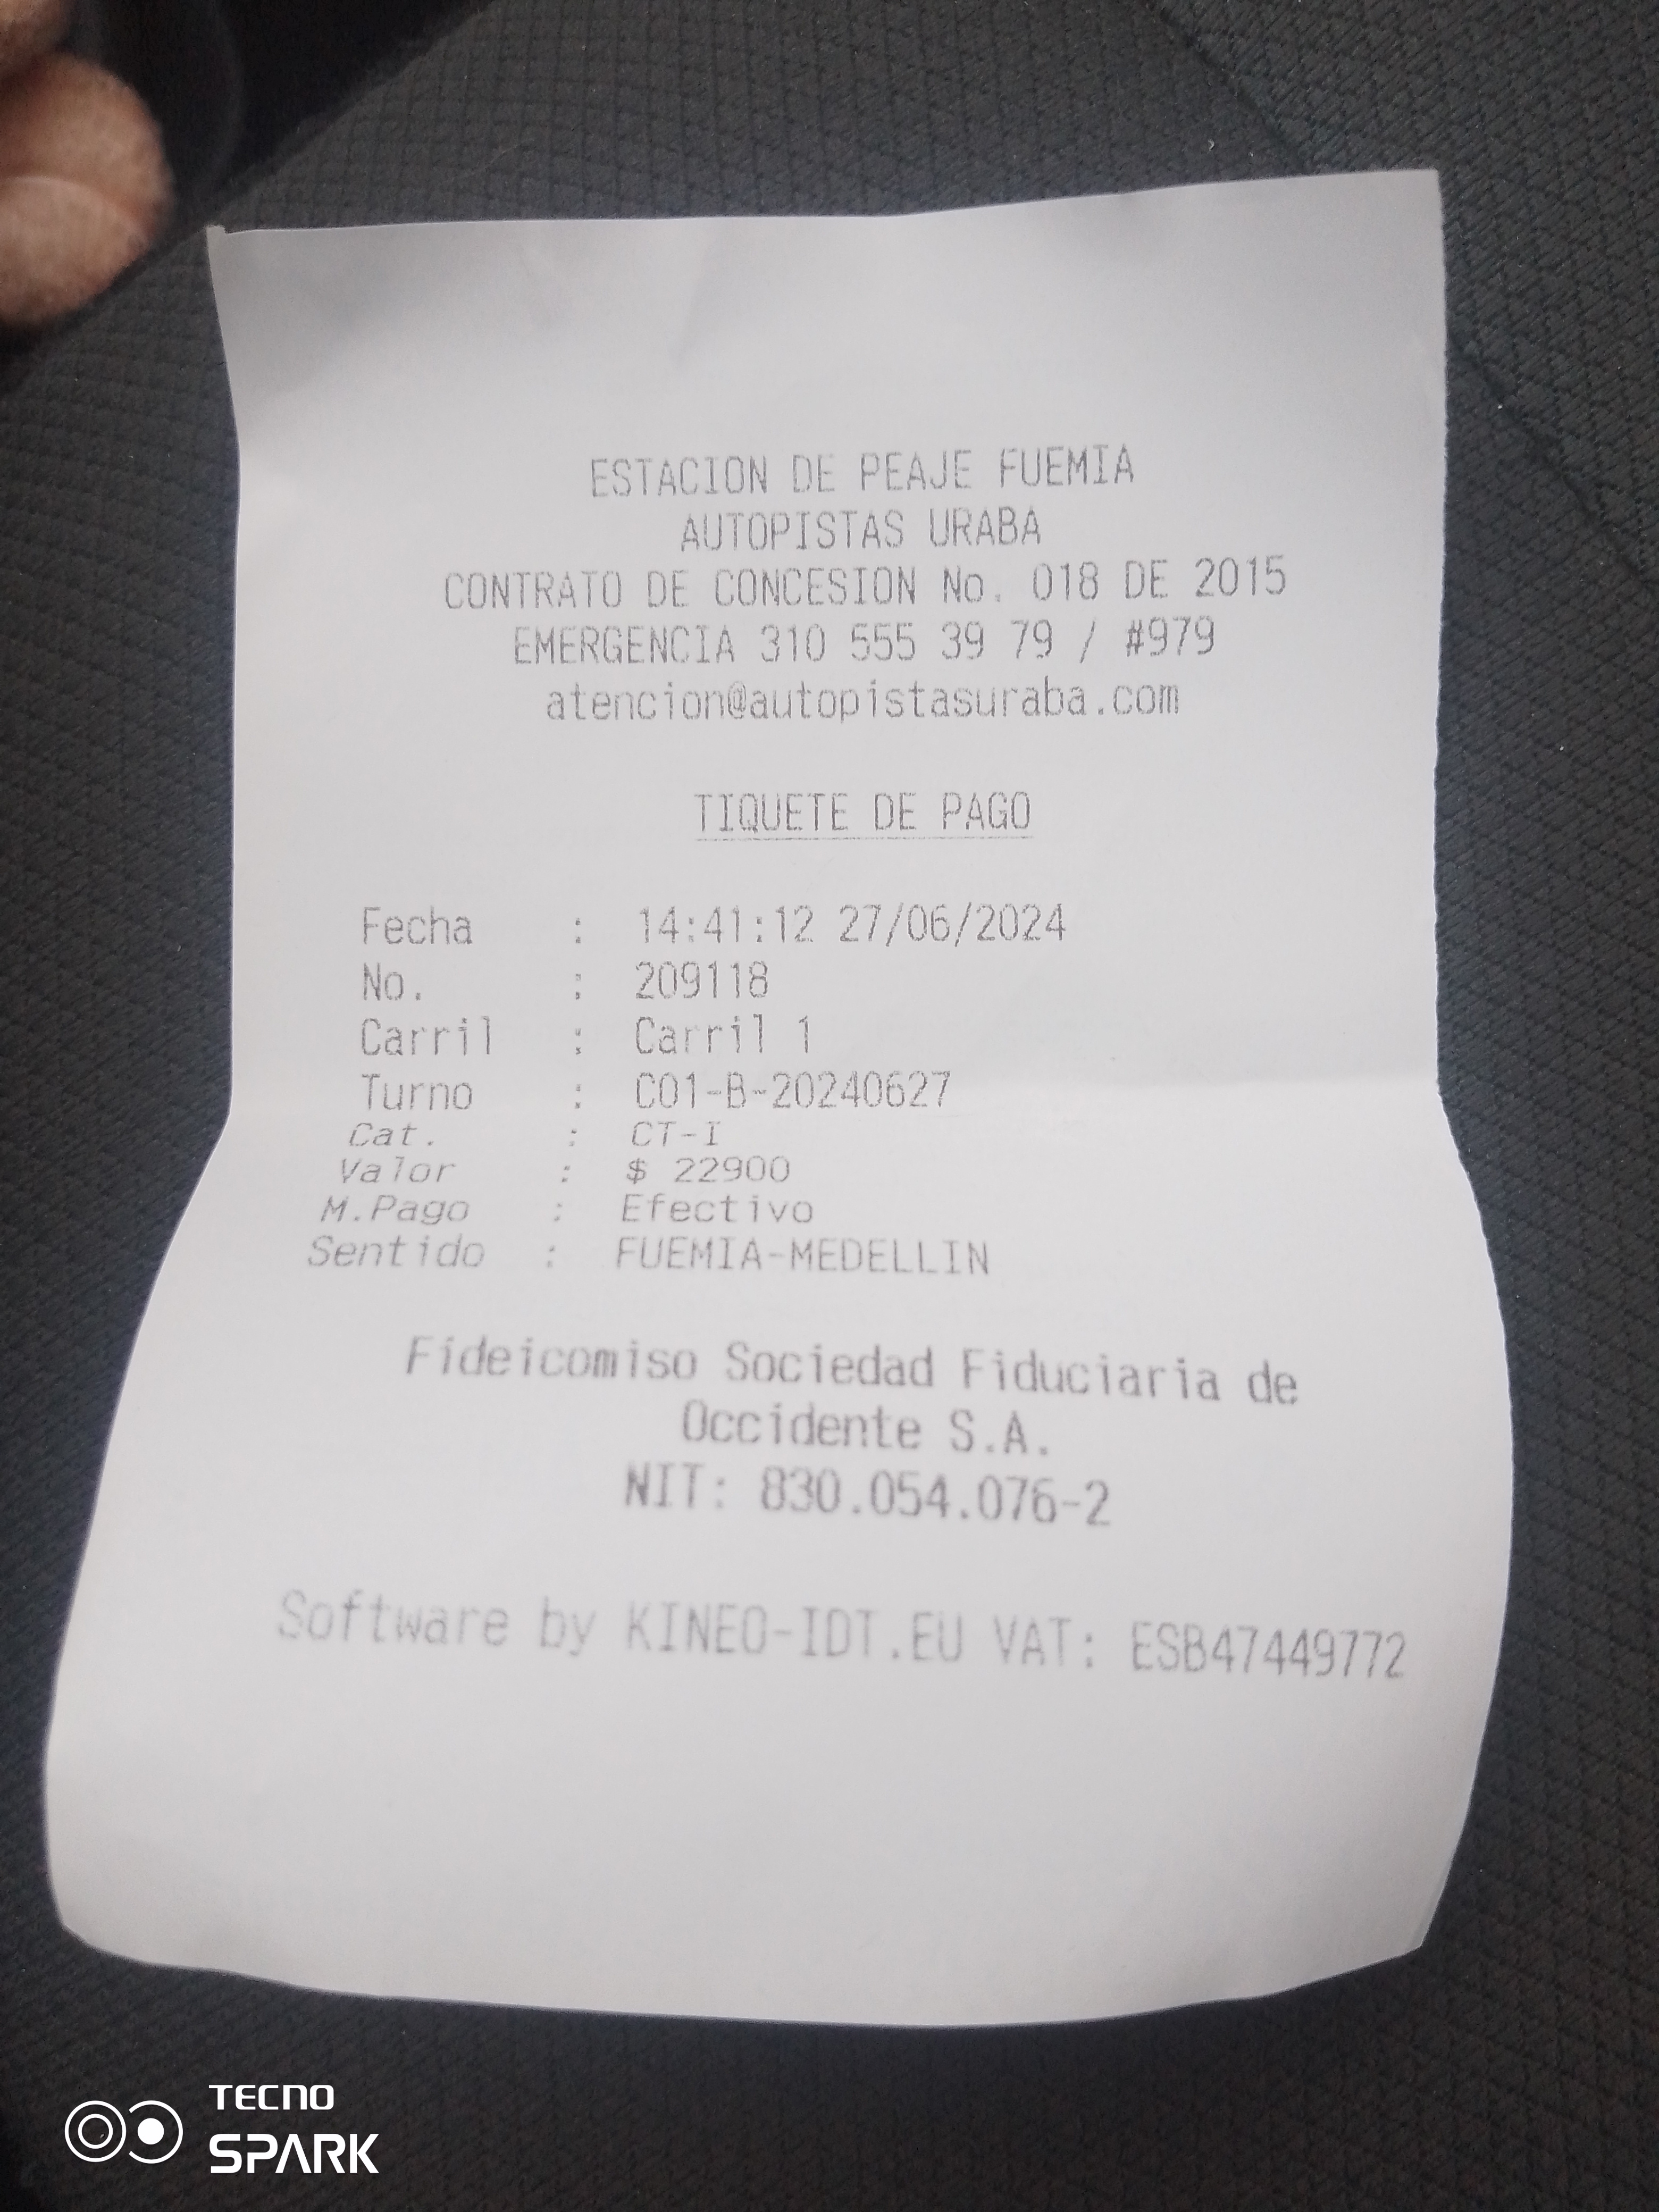 ESTACION DE PEAJE FUEMIA
AUTOPISTAS URABA
CONTRATO DE CONCESION No. 018 DE 2015
EMERGENCIA 310 555 39 79 / #979
atencion@autopistasuraba.com
TIQUETE DE PAGO
Fecha : 14:41:12 27/06/2024
No. : 209118
Carril : Carril 1
Turno : C01-B-20240627
Cat. : CT-I
Valor : $ 22900
M.Pago : Efectivo
Sentido : FUEMIA-MEDELLIN
Fideicomiso Sociedad Fiduciaria de
Occidente S.A.
NIT: 830.054.076-2
Software by KINEO-IDT.EU VAT: ESB47449772
TECNO
SPARK